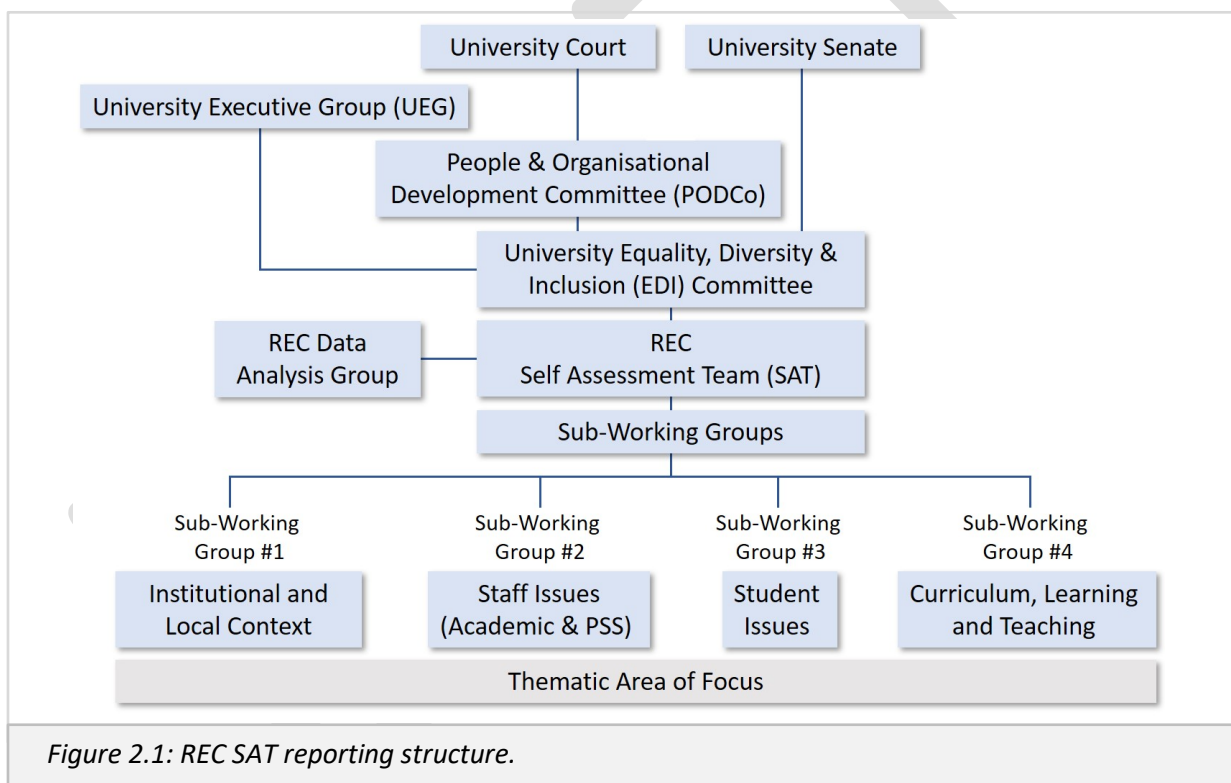 University Court
University Senate
University Executive Group (UEG)
People & Organisational
Development Committee (PODCo)
University Equality, Diversity &
Inclusion (EDI) Committee
REC Data
Analysis Group
REC
Self Assessment Team (SAT)
Sub-Working Groups
Sub-Working
Group #1
Sub-Working
Group #2
Sub-Working
Group #3
Sub-Working
Group #4
Institutional and
Local Context
Staff Issues
(Academic & PSS)
Student
Issues
Curriculum, Learning
and Teaching
Thematic Area of Focus
Figure 2.1: REC SAT reporting structure.